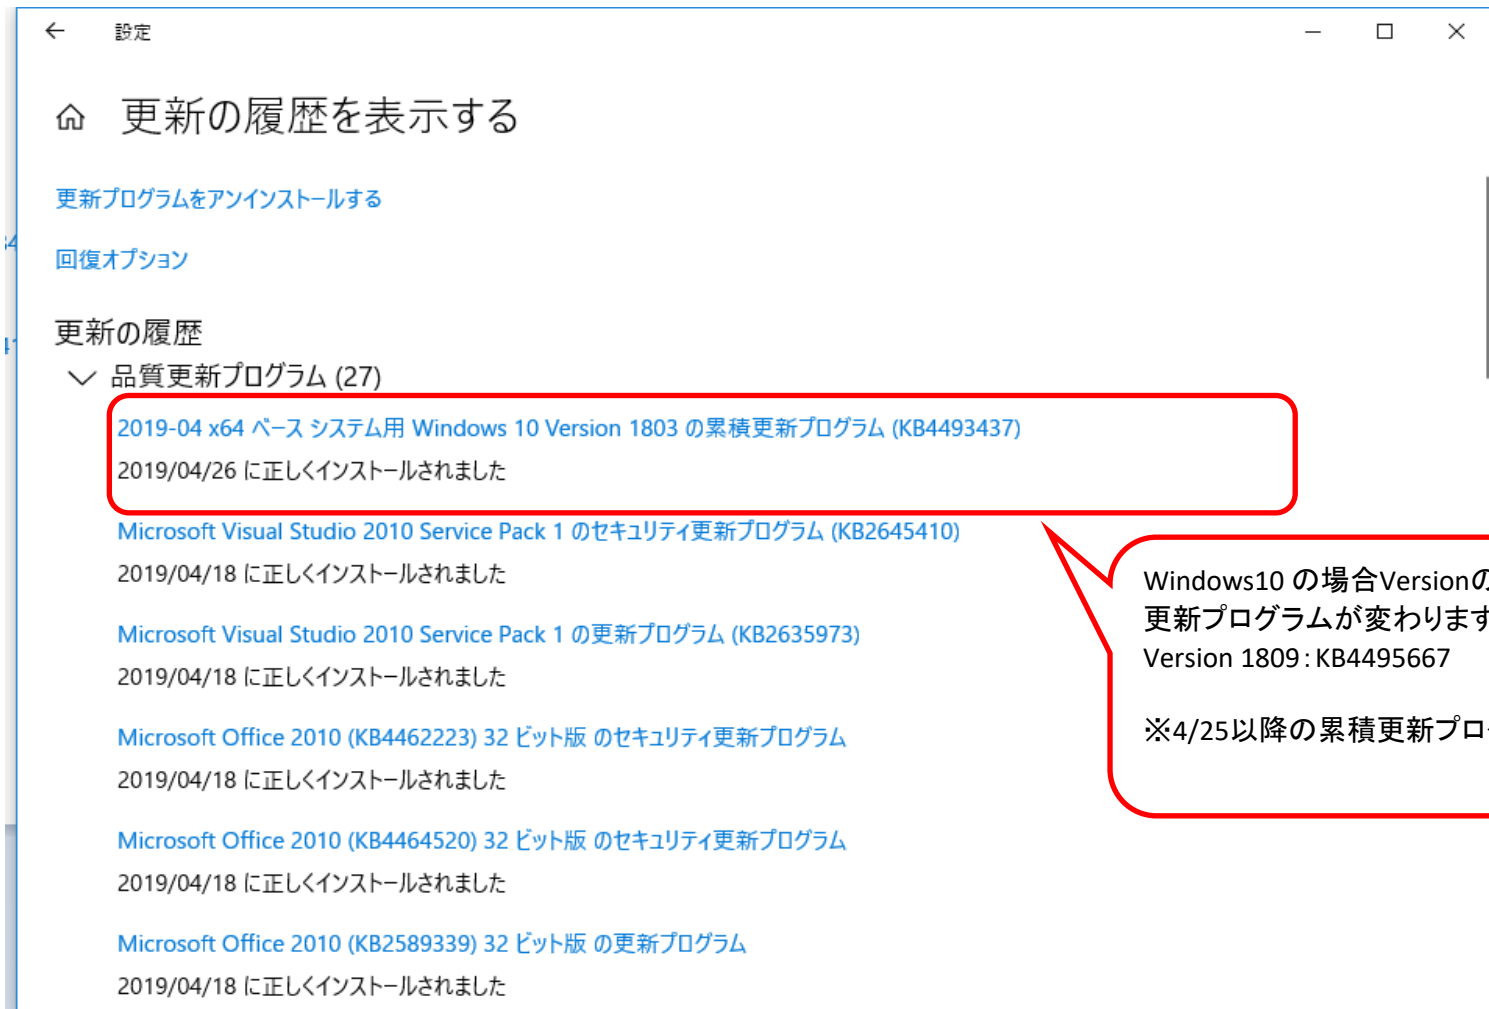 設定
更新の履歴を表示する
更新プログラムをアンインストールする
回復オプション
更新の履歴
品質更新プログラム (27)
2019-04 x64 ベース システム用 Windows 10 Version 1803 の累積更新プログラム (KB4493437)
2019/04/26 に正しくインストールされました
Microsoft Visual Studio 2010 Service Pack 1 のセキュリティ更新プログラム (KB2645410)
2019/04/18 に正しくインストールされました
Microsoft Visual Studio 2010 Service Pack 1 の更新プログラム (KB2635973)
2019/04/18 に正しくインストールされました
Microsoft Office 2010 (KB4462223) 32 ビット版 のセキュリティ更新プログラム
2019/04/18 に正しくインストールされました
Microsoft Office 2010 (KB4464520) 32 ビット版 のセキュリティ更新プログラム
2019/04/18 に正しくインストールされました
Microsoft Office 2010 (KB2589339) 32 ビット版 の更新プログラム
2019/04/18 に正しくインストールされました
Windows10 の場合Versionの
更新プログラムが変わります
Version 1809：KB4495667
※4/25以降の累積更新プロ